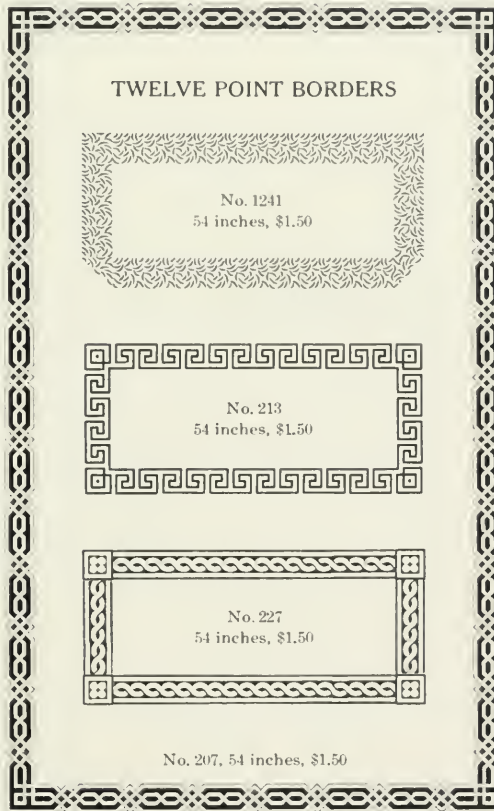 TWELVE POINT BORDERS
No. 1241
54 inches, $1.50
No. 213
54 inches, $1.50
No. 227
54 inches, $1.50
No. 207, 54 inches, $1.50